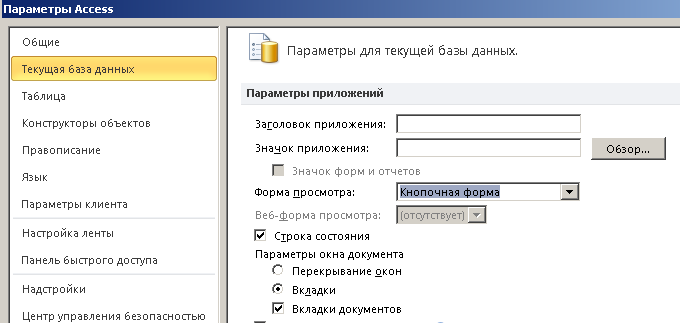 Параметры Access
Общие
Текущая база данных
Таблица
Конструкторы объектов
Правописание
Язык
Параметры клиента
Настройка ленты
Панель быстрого доступа
Надстройки
Центр управления безопасностью
Параметры для текущей базы данных.
Параметры приложений
Заголовок приложения:
Значок приложения: Обзор...
Значок форм и отчетов
Форма просмотра: Кнопочная форма
Веб-форма просмотра: (отсутствует)
Строка состояния
Параметры окна документа
Перекрывание окон
Вкладки
Вкладки документов